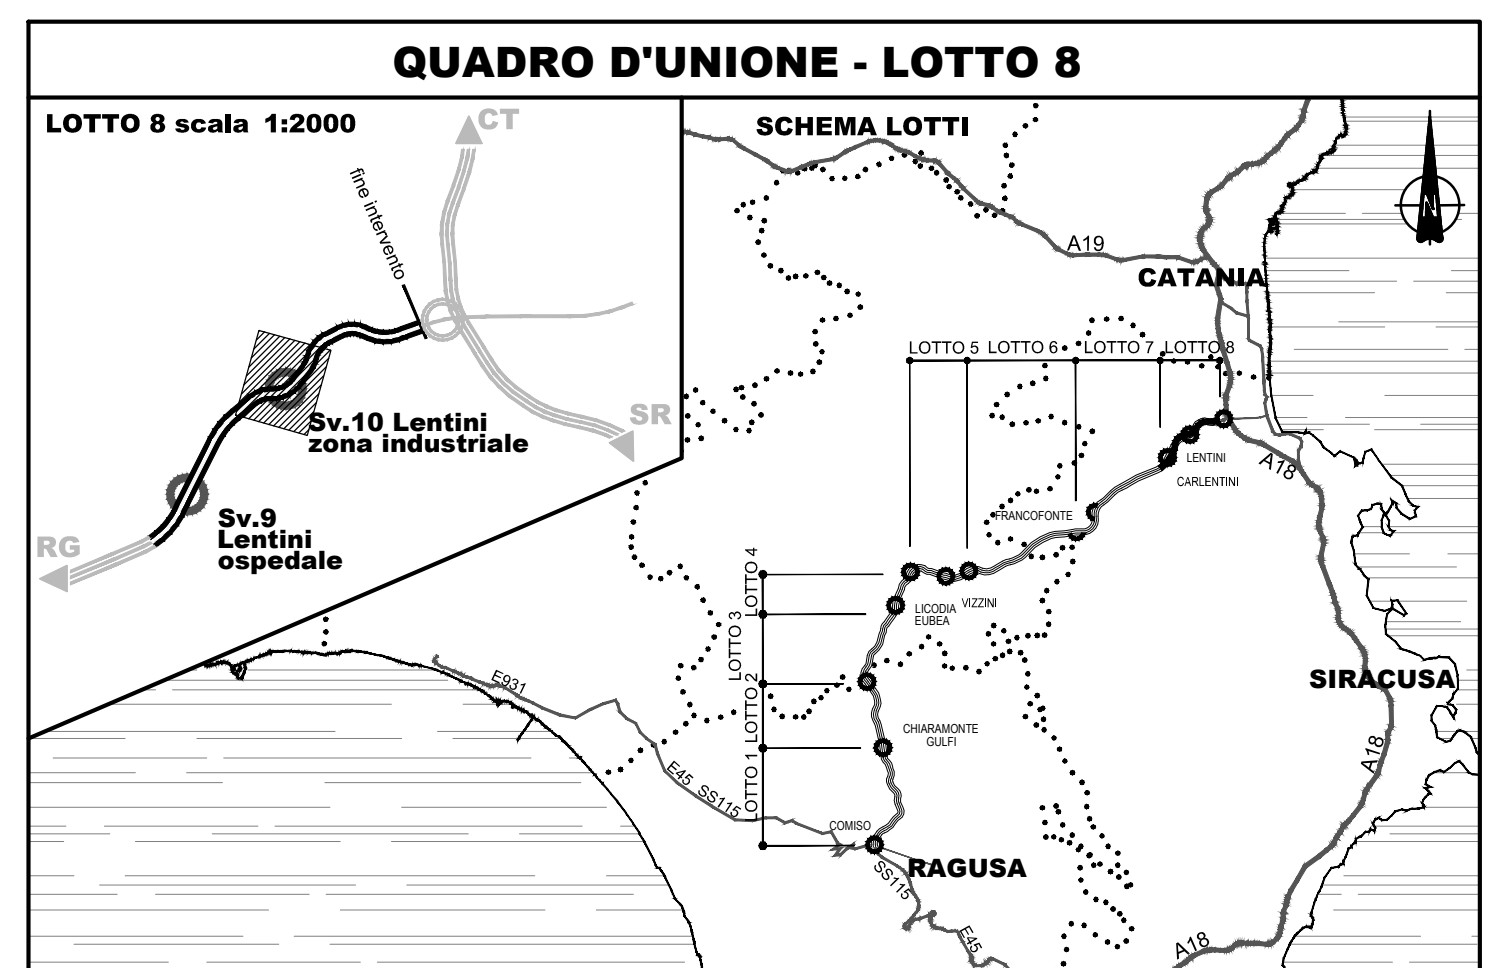 QUADRO D'UNIONE - LOTTO 8
LOTTO 8 scala 1:2000
CT
fine intervento
SR
Sv.10 Lentini
zona industriale
Sv.9
Lentini
ospedale
RG
SCHEMA LOTTI
N
A19
CATANIA
LOTTO 5
LOTTO 6
LOTTO 7
LOTTO 8
LENTINI
A18
CARLENTINI
FRANCOFONTE
LOTTO 4
VIZZINI
LICODIA
EUBEA
LOTTO 3
E931
LOTTO 2
SIRACUSA
CHIARAMONTE
GULFI
A18
LOTTO 1
E45
SS115
COMISO
RAGUSA
SS115
E45
A18